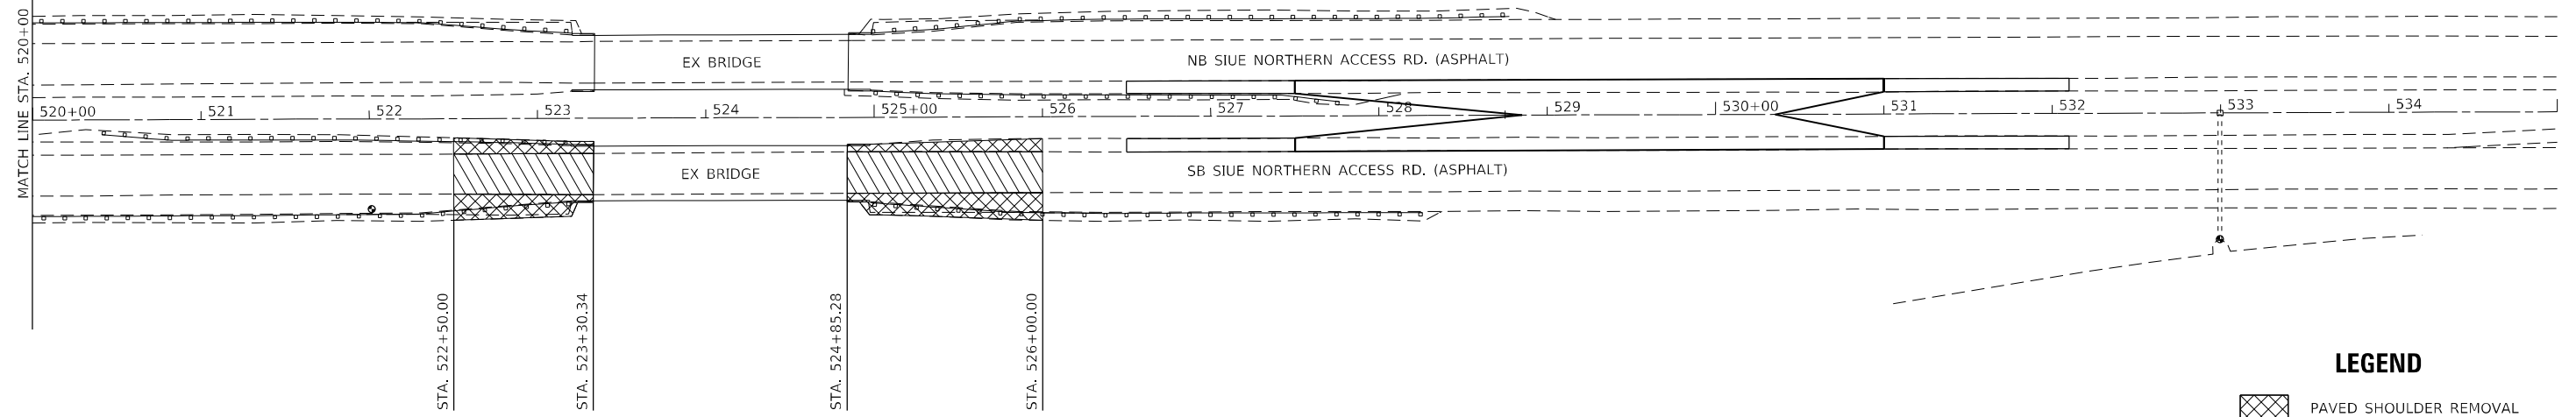 MATCH LINE STA. 520+00
EX BRIDGE
NB SIUE NORTHERN ACCESS RD. (ASPHALT)
520+00
521
522
523
524
525+00
526
527
528
529
530+00
531
532
533
534
EX BRIDGE
SB SIUE NORTHERN ACCESS RD. (ASPHALT)
STA. 522+50.00
STA. 523+30.34
STA. 524+85.28
STA. 526+00.00
LEGEND
PAVED SHOULDER REMOVAL